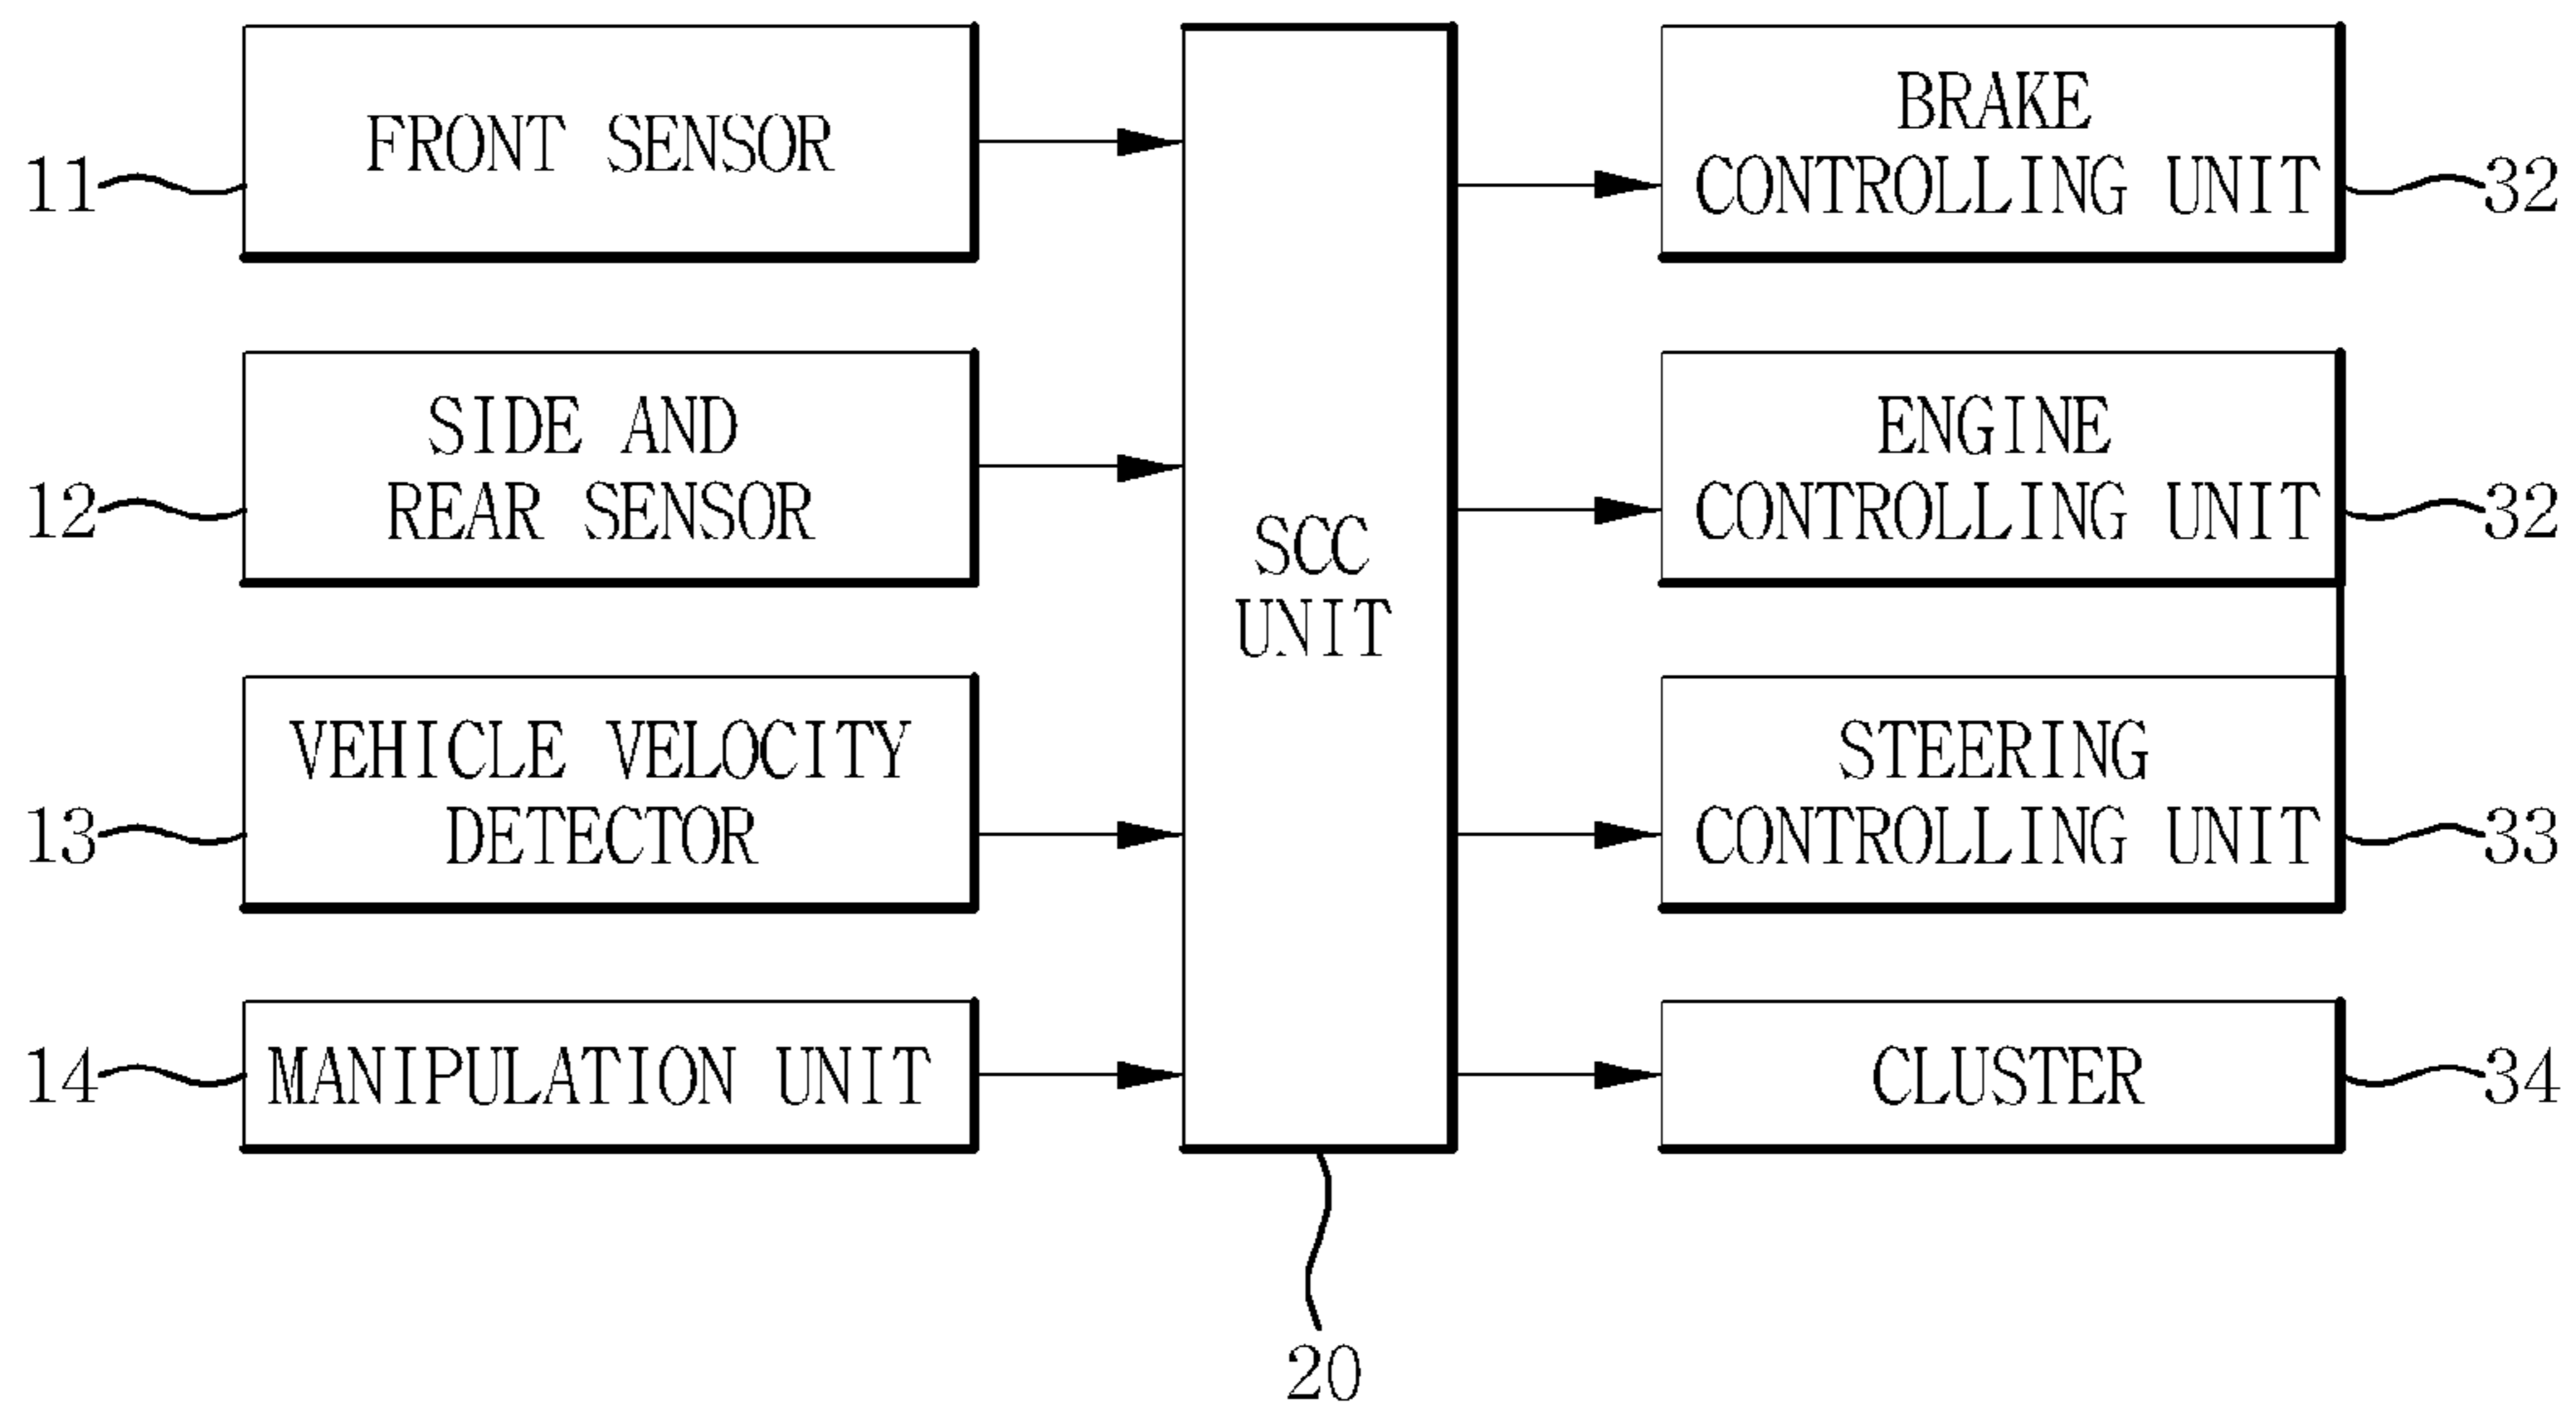 FRONT SENSOR
11
SIDE AND
REAR SENSOR
12
VEHICLE VELOCITY
DETECTOR
13
MANIPULATION UNIT
14
SCC
UNIT
20
BRAKE
CONTROLLING UNIT
32
ENGINE
CONTROLLING UNIT
32
STEERING
CONTROLLING UNIT
33
CLUSTER
34